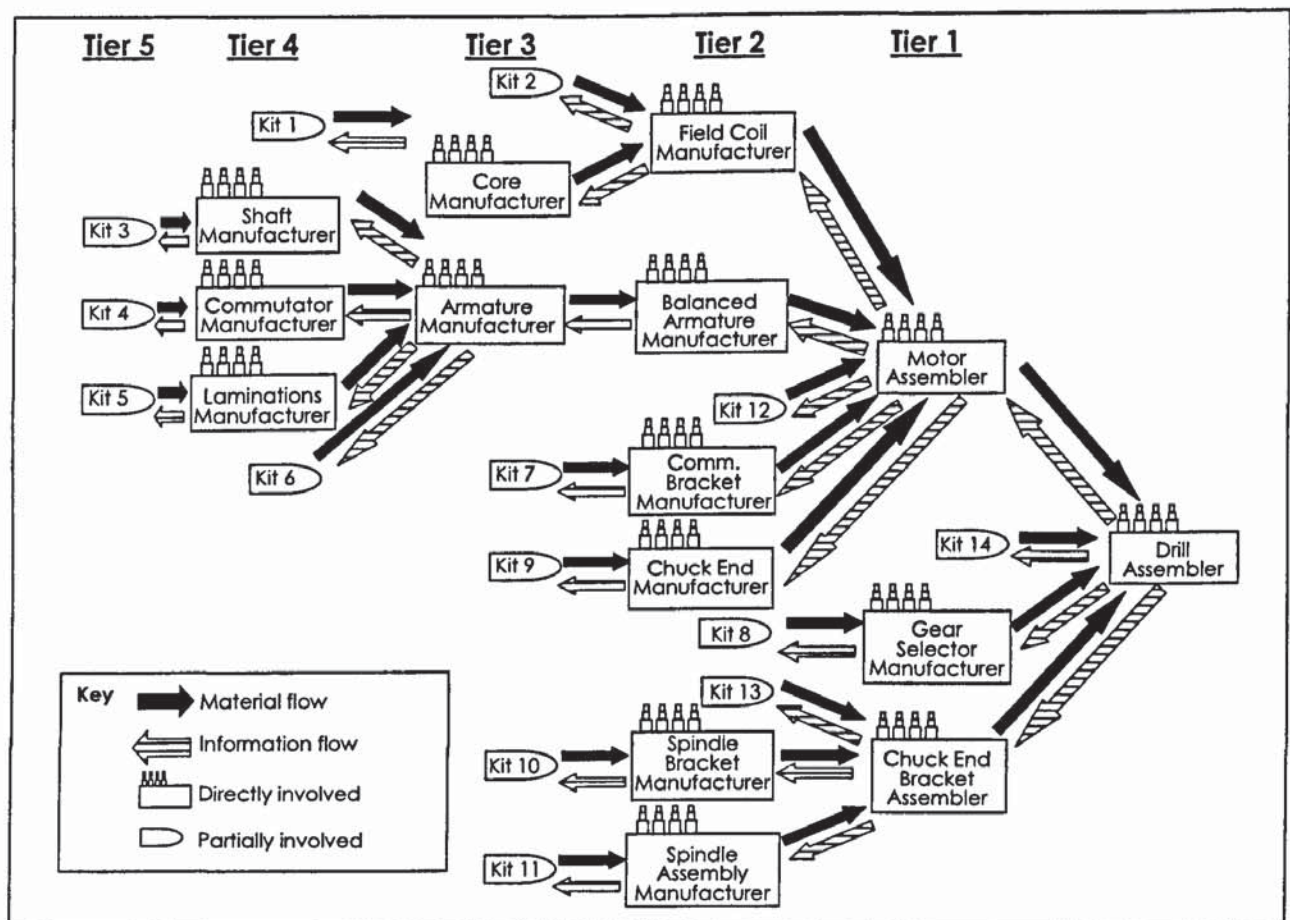 Tier 5
Tier 4
Tier 3
Tier 2
Tier 1
Kit 2
Kit 1
Field Coil
Manufacturer
Core
Manufacturer
Shaft
Manufacturer
Kit 3
Kit 4
Commutator
Manufacturer
Armature
Manufacturer
Balanced
Armature
Manufacturer
Motor
Assembler
Kit 5
Laminations
Manufacturer
Kit 12
Kit 6
Kit 7
Comm.
Bracket
Manufacturer
Kit 14
Drill
Assembler
Kit 9
Chuck End
Manufacturer
Kit 8
Gear
Selector
Manufacturer
Key
Material flow
Information flow
Directly involved
Partially involved
Kit 13
Kit 10
Spindle
Bracket
Manufacturer
Chuck End
Bracket
Assembler
Kit 11
Spindle
Assembly
Manufacturer